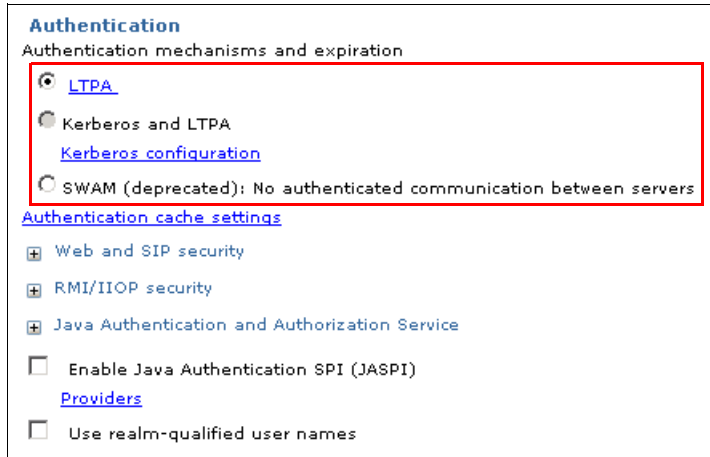 Authentication
Authentication mechanisms and expiration
LTPA
Kerberos and LTPA
Kerberos configuration
SWAM (deprecated): No authenticated communication between servers
Authentication cache settings
Web and SIP security
RMI/IIOP security
Java Authentication and Authorization Service
Enable Java Authentication SPI (JASPI)
Providers
Use realm-qualified user names